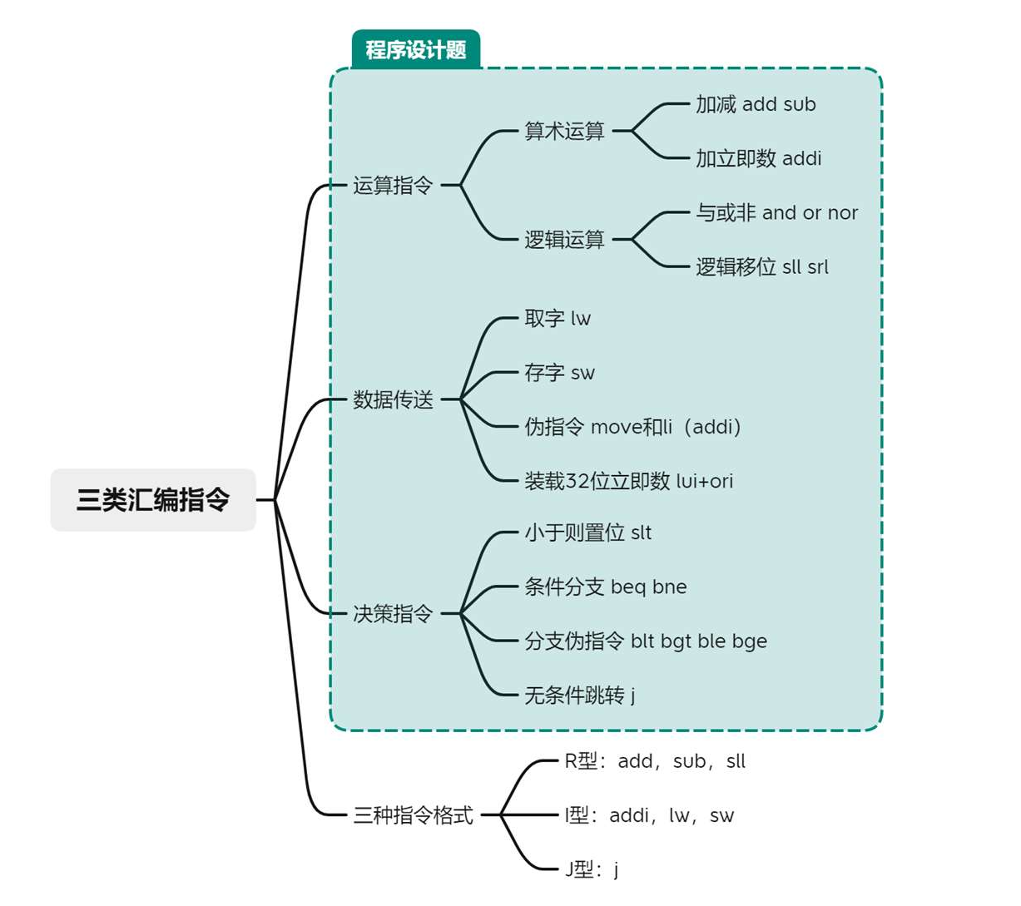 程序设计题
三类汇编指令
运算指令
算术运算
加减 add sub
加立即数 addi
逻辑运算
与或非 and or nor
逻辑移位 sll srl
数据传送
取字 lw
存字 sw
伪指令 move和li（addi）
装载32位立即数 lui+ori
决策指令
小于则置位 slt
条件分支 beq bne
分支伪指令 blt bgt ble bge
无条件跳转 j
三种指令格式
R型：add，sub，sll
I型：addi，lw，sw
J型：j